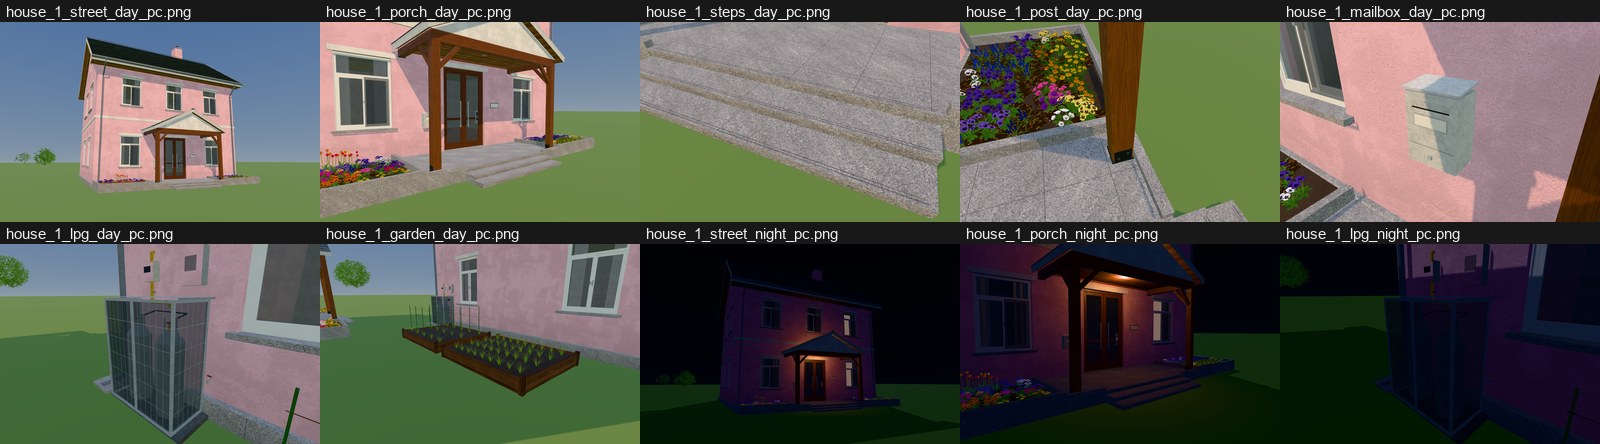 house_1_street_day_pc.png
house_1_porch_day_pc.png
house_1_steps_day_pc.png
house_1_post_day_pc.png
house_1_mailbox_day_pc.png
house_1_lpg_day_pc.png
house_1_garden_day_pc.png
house_1_street_night_pc.png
house_1_porch_night_pc.png
house_1_lpg_night_pc.png